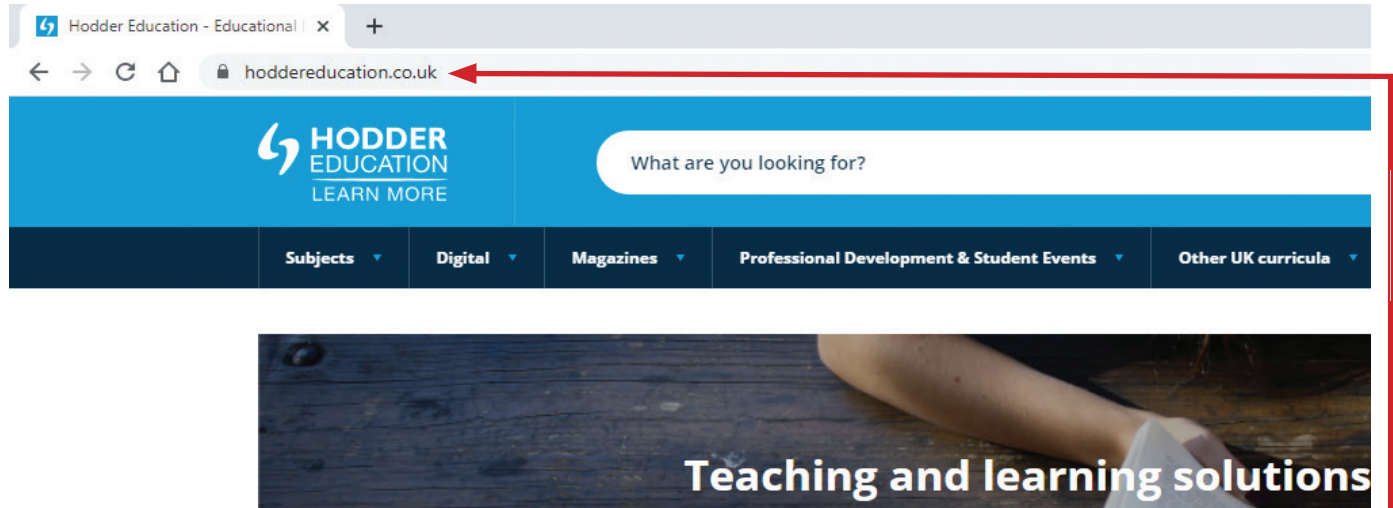 Hodder Education - Educational
hoddereducation.co.uk
HODDER
EDUCATION
LEARN MORE
What are you looking for?
Subjects Digital Magazines Professional Development & Student Events Other UK curricula
Teaching and learning solutions